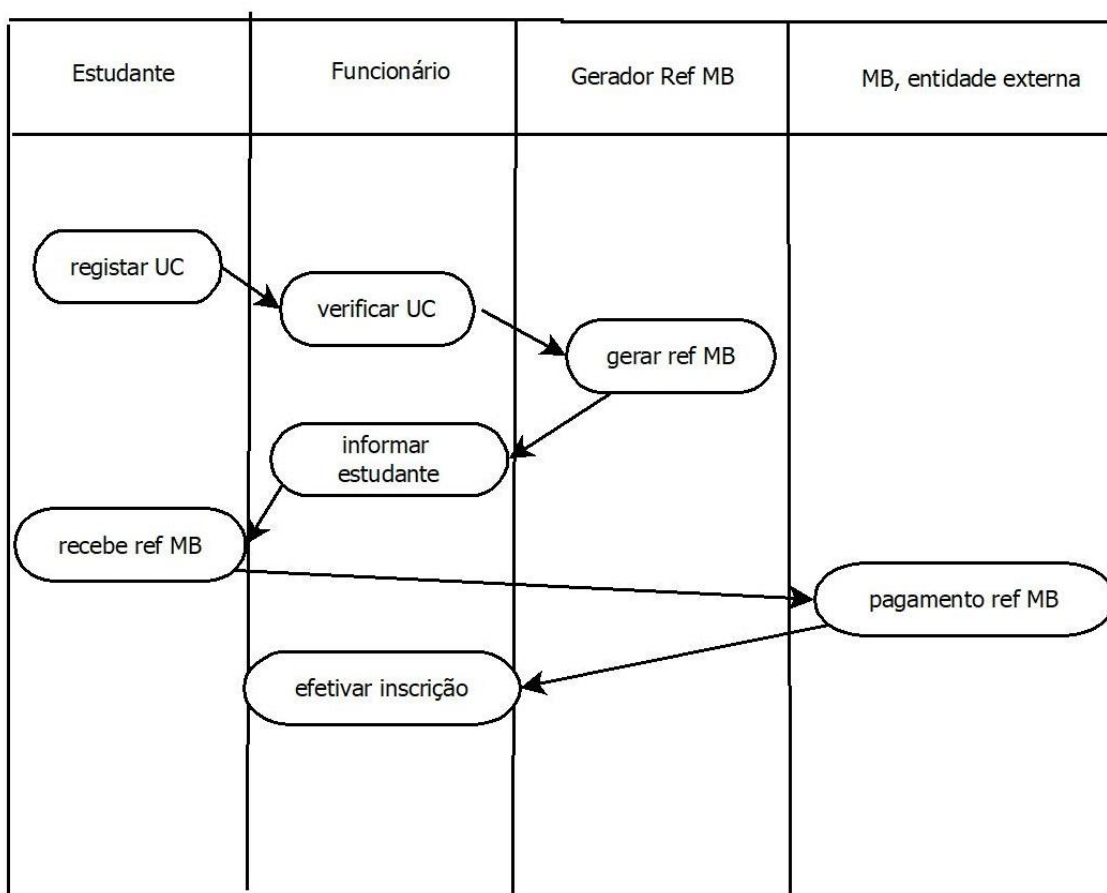 Estudante
Funcionário
Gerador Ref MB
MB, entidade externa
registar UC
verificar UC
gerar ref MB
informar
estudante
recebe ref MB
pagamento ref MB
efetivar inscrição